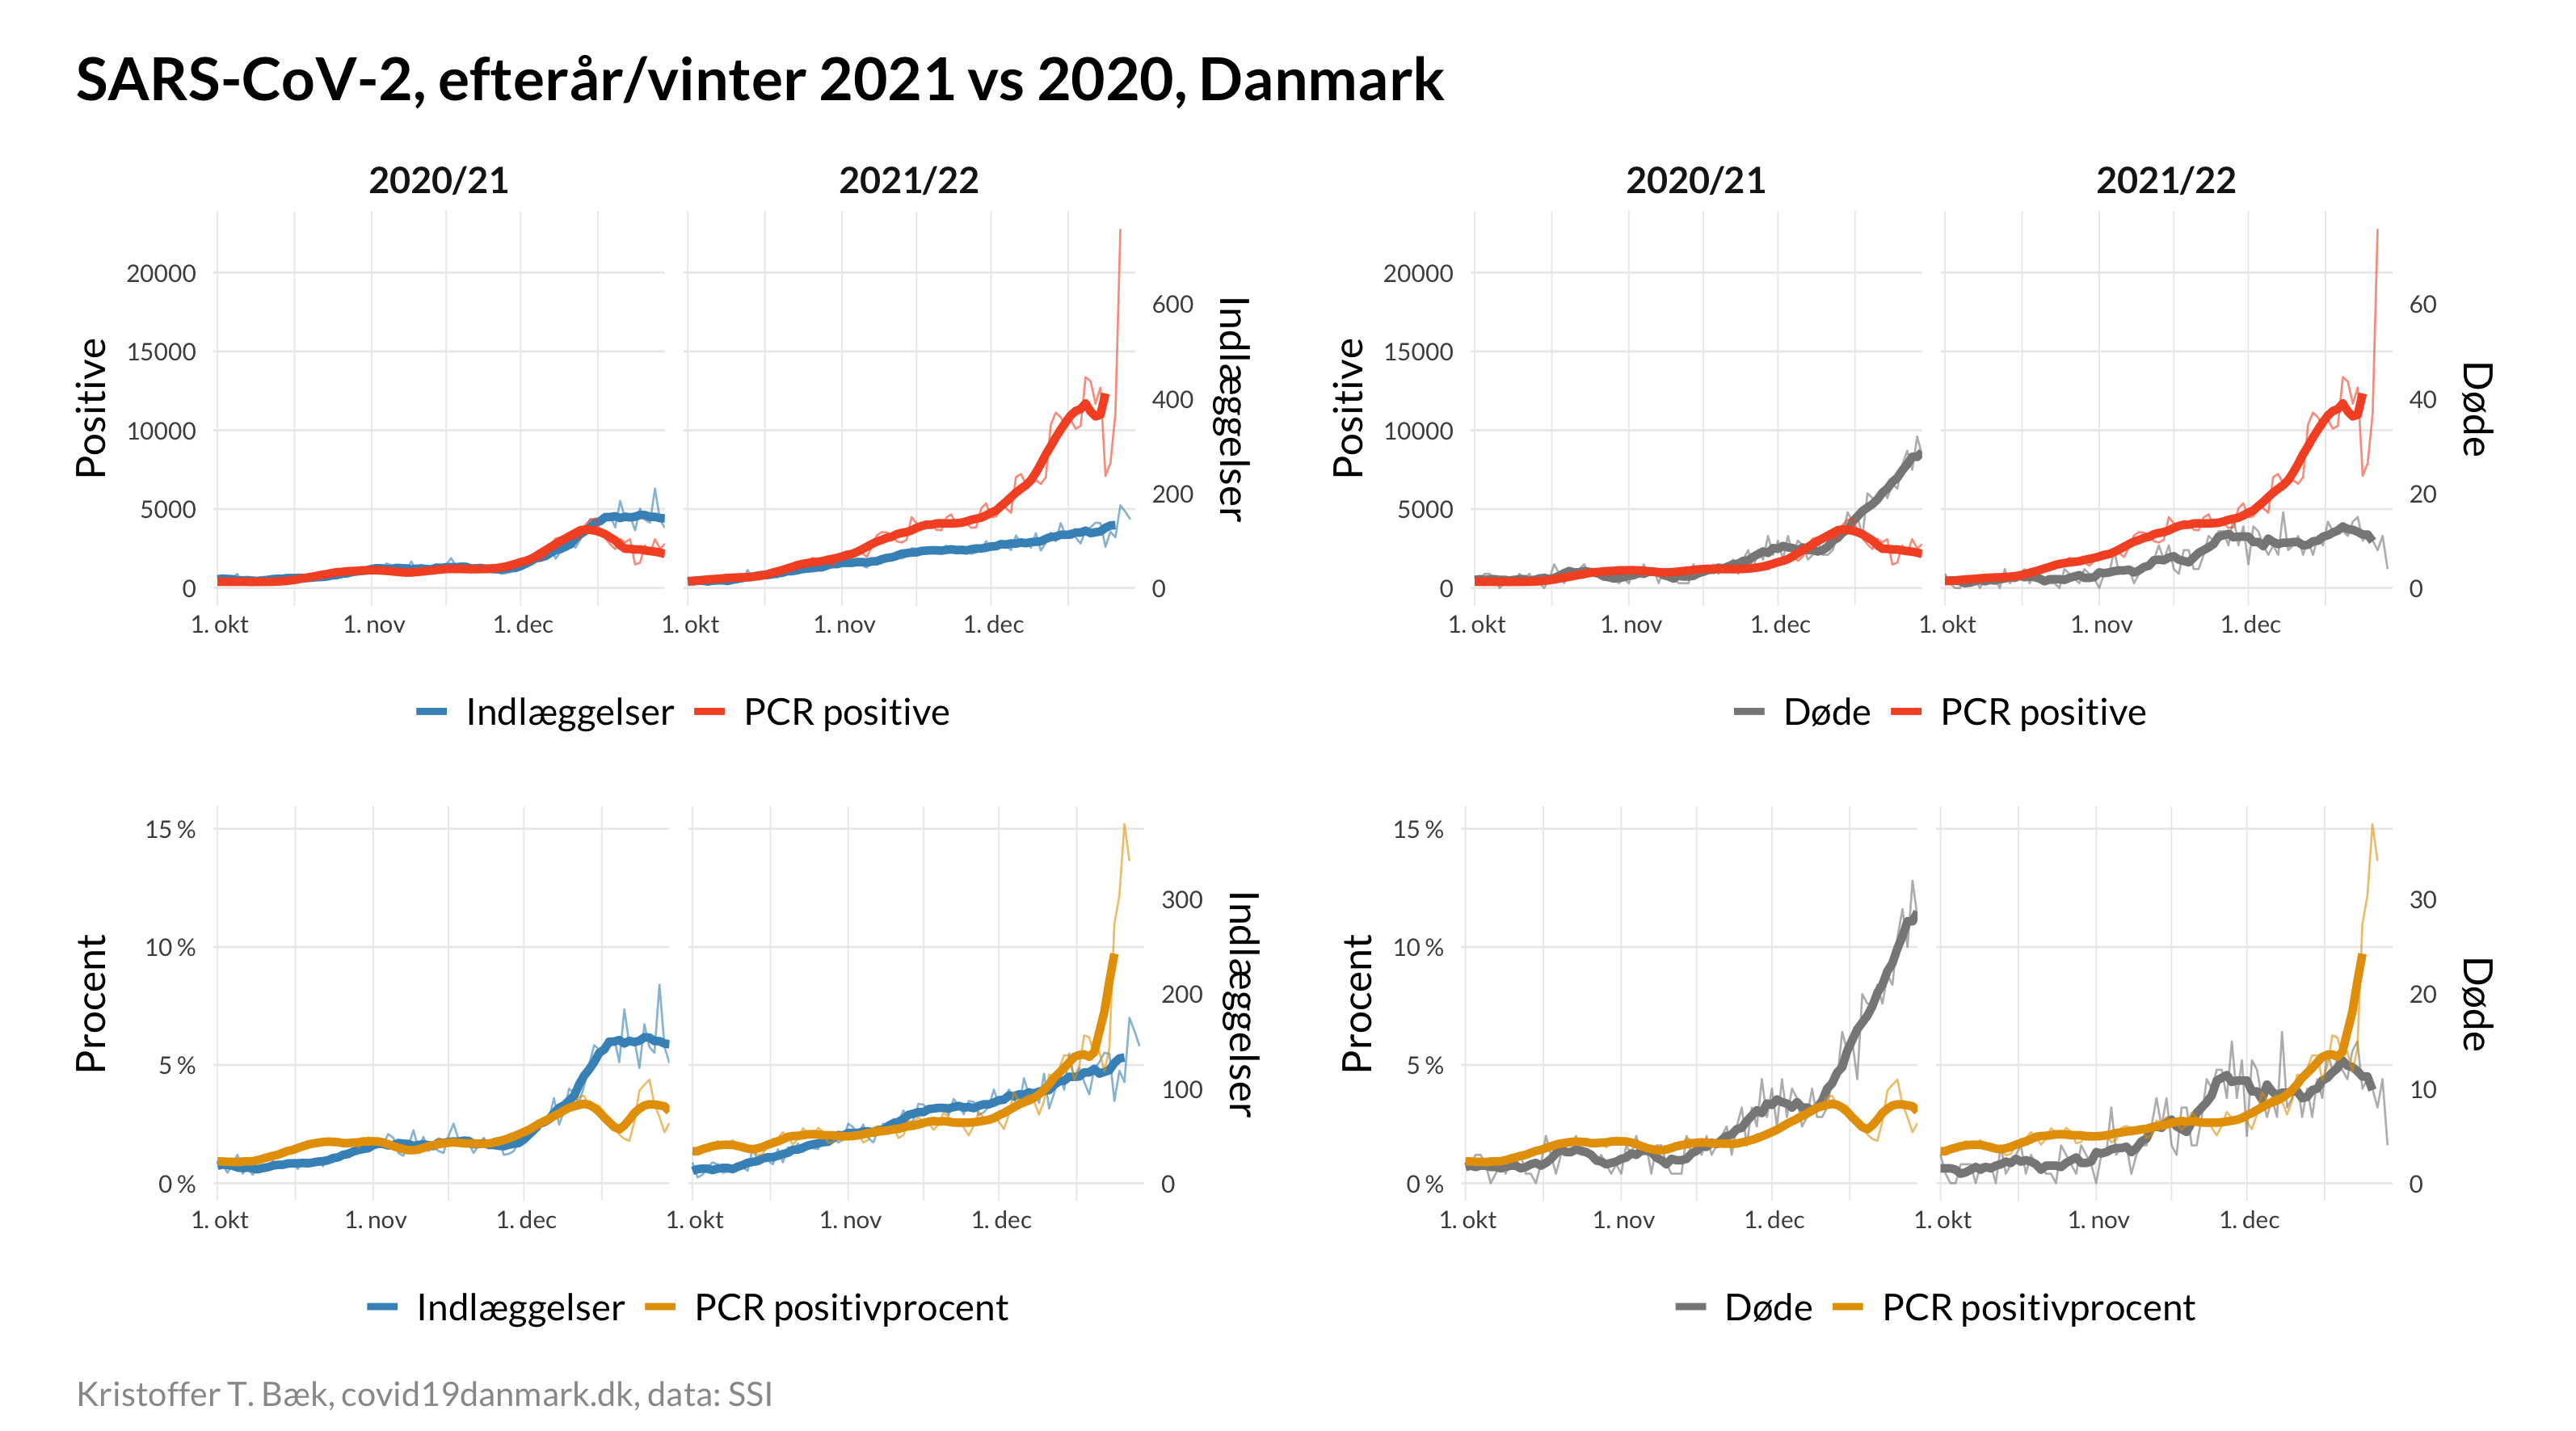 SARS-CoV-2, efterår/vinter 2021 vs 2020, Danmark
2020/21
2021/22
Positive
20000
15000
10000
5000
0
600
400
200
0
Indlæggelser
1. okt
1. nov
1. dec
1. okt
1. nov
1. dec
Indlæggelser
PCR positive
2020/21
2021/22
Positive
20000
15000
10000
5000
0
60
40
20
0
Døde
1. okt
1. nov
1. dec
1. okt
1. nov
1. dec
Døde
PCR positive
Procent
15 %
10 %
5 %
0 %
300
200
100
0
Indlæggelser
1. okt
1. nov
1. dec
1. okt
1. nov
1. dec
Indlæggelser
PCR positivprocent
Procent
15 %
10 %
5 %
0 %
30
20
10
0
Døde
1. okt
1. nov
1. dec
1. okt
1. nov
1. dec
Døde
PCR positivprocent
Kristoffer T. Bæk, covid19danmark.dk, data: SSI